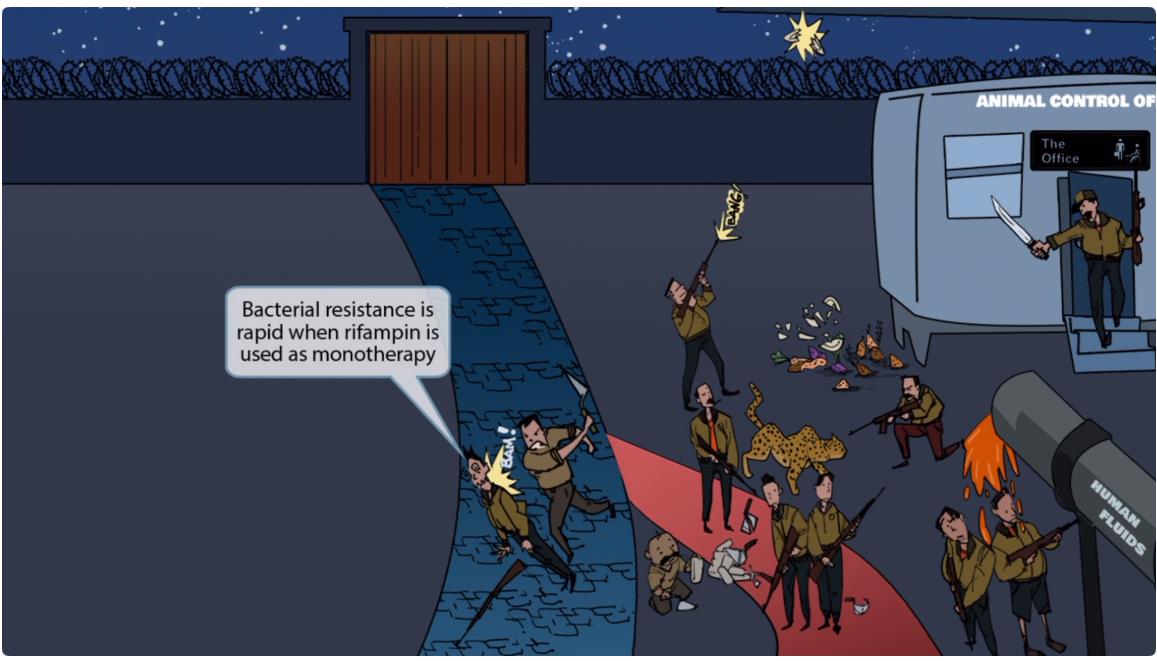 ANIMAL CONTROL OF
The
Office
BANG!
Bacterial resistance is
rapid when rifampin is
used as monotherapy
BAM!
HUMAN
FLUIDS